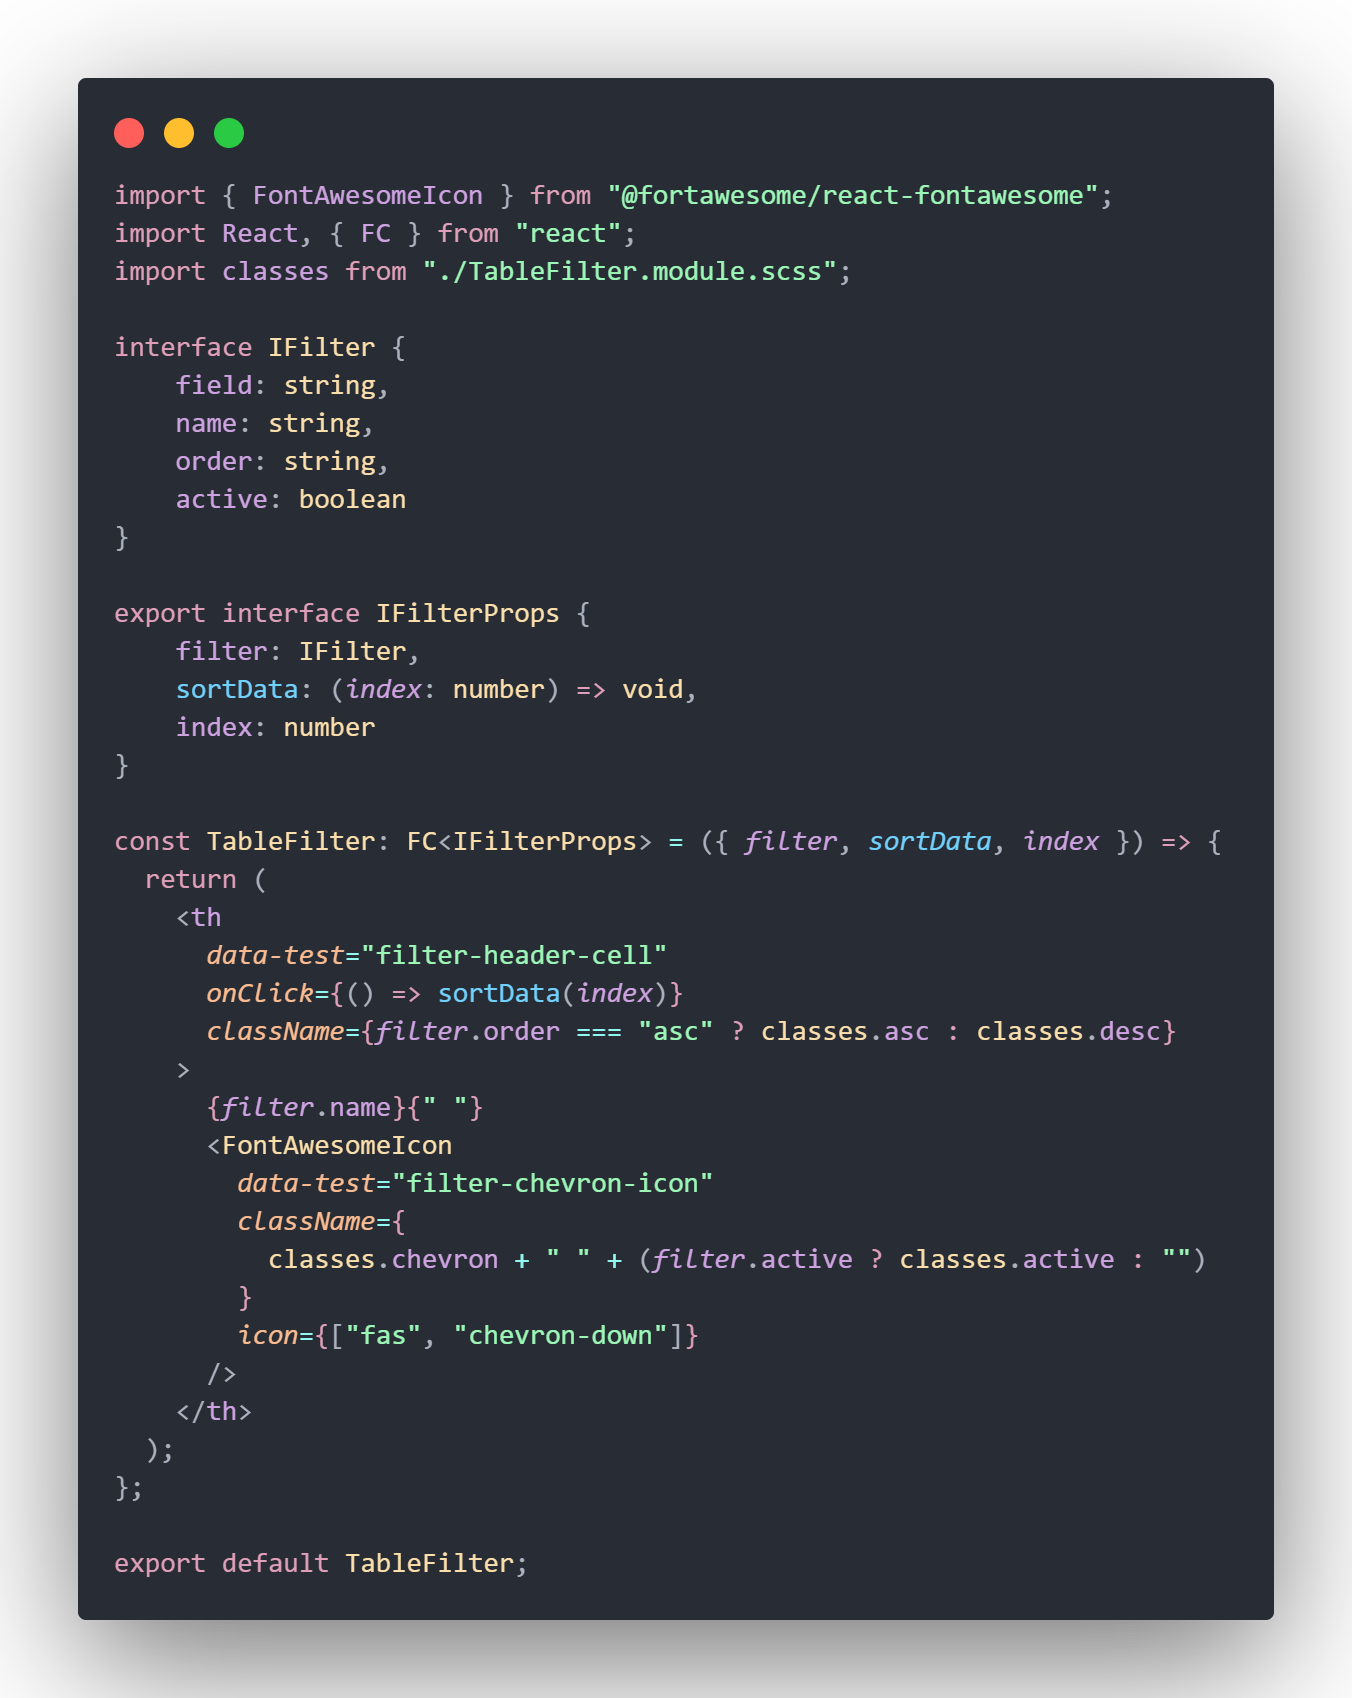 import { FontAwesomeIcon } from "@fortawesome/react-fontawesome";
import React, { FC } from "react";
import classes from "./TableFilter.module.scss";

interface IFilter {
    field: string,
    name: string,
    order: string,
    active: boolean
}

export interface IFilterProps {
    filter: IFilter,
    sortData: (index: number) => void,
    index: number
}

const TableFilter: FC<IFilterProps> = ({ filter, sortData, index }) => {
  return (
    <th
      data-test="filter-header-cell"
      onClick={() => sortData(index)}
      className={filter.order === "asc" ? classes.asc : classes.desc}
    >
      {filter.name}{" "}
      <FontAwesomeIcon
        data-test="filter-chevron-icon"
        className={
          classes.chevron + " " + (filter.active ? classes.active : "")
        }
        icon={["fas", "chevron-down"]}
      />
    </th>
  );
};

export default TableFilter;